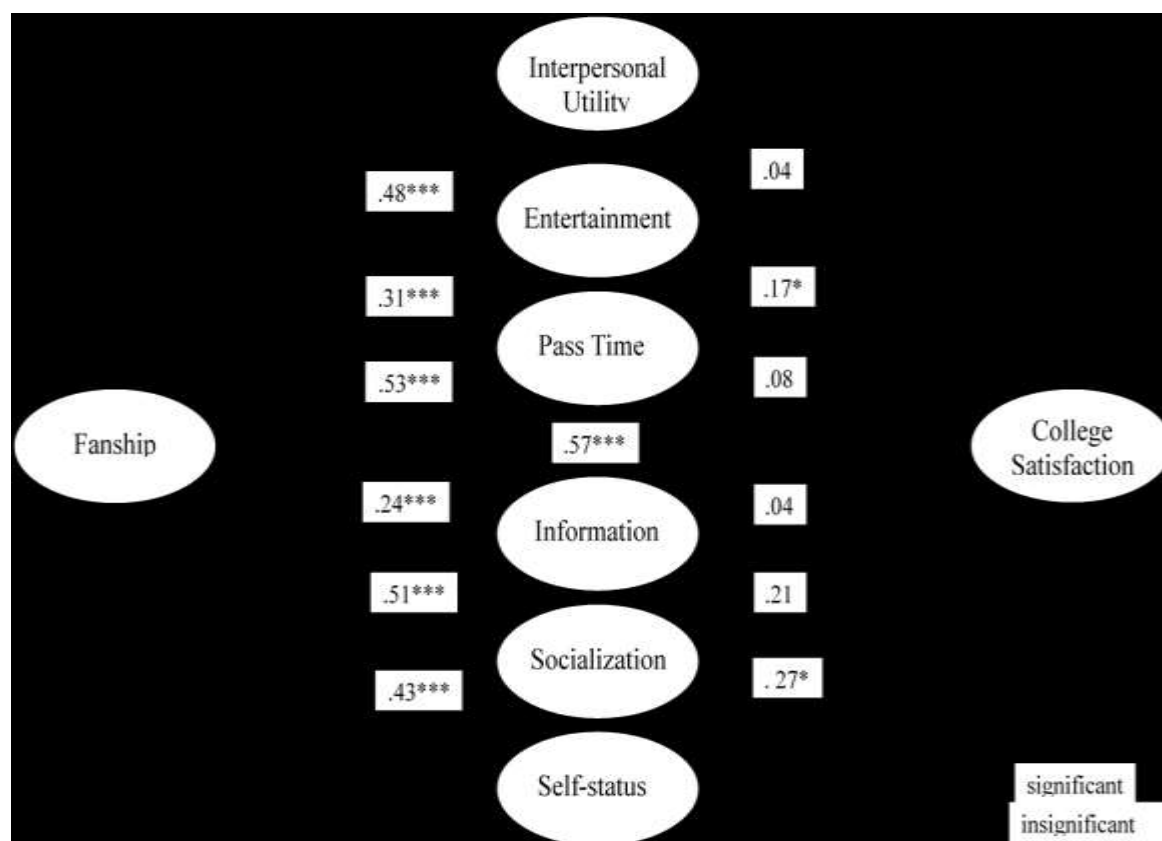 Interpersonal
Utility
.04
.48***
Entertainment
.17*
.31***
Pass Time
.08
.53***
Fanship
.57***
College
Satisfaction
.24***
.04
Information
.51***
.21
Socialization
.43***
. 27*
Self-status
significant
insignificant